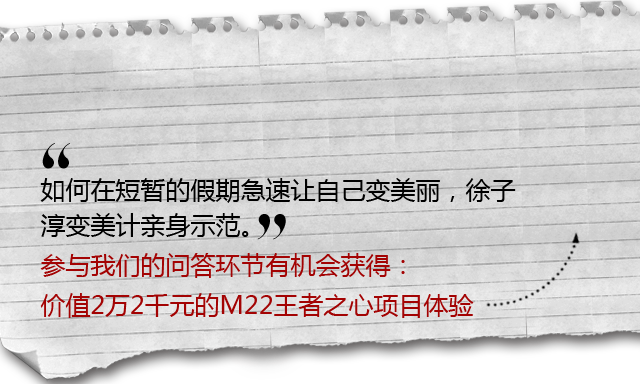 “
如何在短暂的假期急速让自己变美丽，徐子
淳变美计亲身示范。”
参与我们的问答环节有机会获得：
价值2万2千元的M22王者之心项目体验